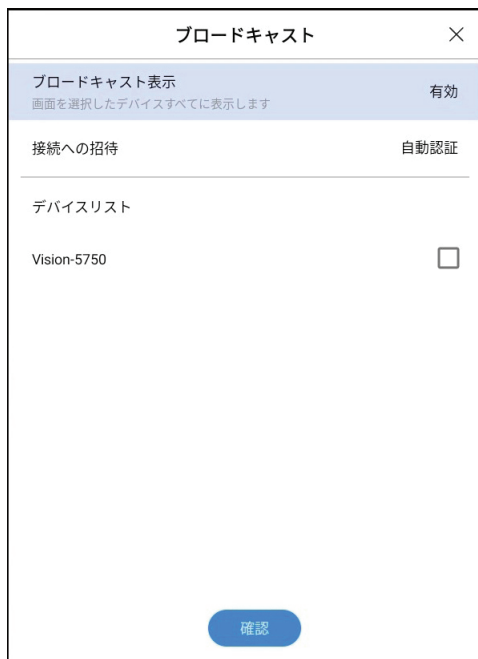 ブロードキャスト
ブロードキャスト表示
有効
画面を選択したデバイスすべてに表示します
接続への招待
自動認証
デバイスリスト
Vision-5750
確認